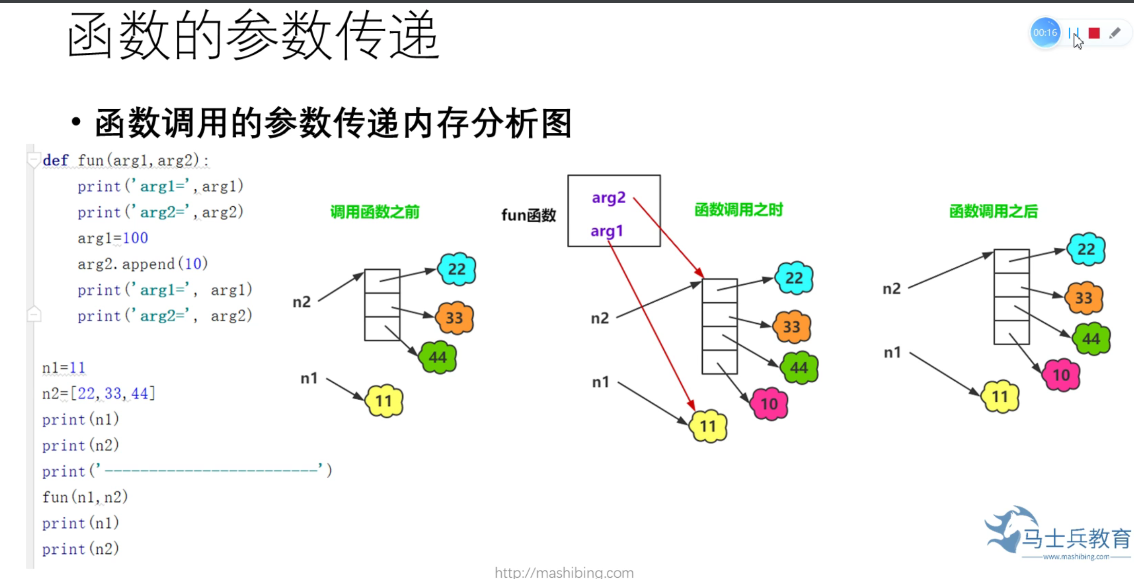 函数的参数传递
00:16
• 函数调用的参数传递内存分析图
def fun(arg1,arg2):
    print('arg1=',arg1)
    print('arg2=',arg2)
    arg1=100
    arg2.append(10)
    print('arg1=', arg1)
    print('arg2=', arg2)
n1=11
n2=[22,33,44]
print(n1)
print(n2)
print('------------------------')
fun(n1,n2)
print(n1)
print(n2)
调用函数之前
n2
22
33
44
n1
11
fun函数
arg2
arg1
函数调用之时
n2
22
33
44
n1
10
11
函数调用之后
n2
22
33
44
n1
10
11
马士兵教育
www.mashibing.com
http://mashibing.com